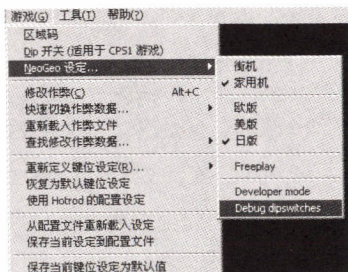 游戏(G) 工具(T) 帮助(?)
区域码
Dip 开关 (适用于 CPS1 游戏)
NeoGeo 设定...
街机
家用机
欧版
美版
日版
Freeplay
Developer mode
Debug dipswitches
修改作弊(C) Alt+C
快速切换作弊数据...
重新载入作弊文件
查找修改作弊数据...
重新定义键位设定(R)...
恢复为默认键位设定
使用 Hotrod 的配置设定
从配置文件重新载入设定
保存当前设定到配置文件
保存当前键位设定为默认值